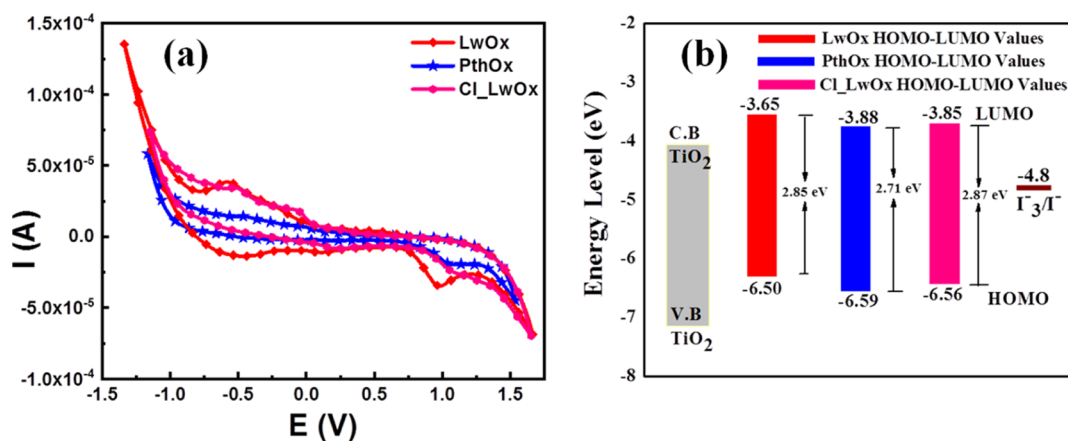 (a)
LwOx
PthOx
Cl_LwOx
1.5x10⁻⁴
1.0x10⁻⁴
5.0x10⁻⁵
0.0
-5.0x10⁻⁵
-1.0x10⁻⁴
I (A)
-1.5 -1.0 -0.5 0.0 0.5 1.0 1.5
E (V)
(b)
LwOx HOMO-LUMO Values
PthOx HOMO-LUMO Values
Cl_LwOx HOMO-LUMO Values
-2
-3
-4
-5
-6
-7
-8
Energy Level (eV)
C.B
TiO₂
V.B
TiO₂
-3.65
2.85 eV
-6.50
-3.88
2.71 eV
-6.59
-3.85
2.87 eV
-6.56
LUMO
HOMO
-4.8
I⁻₃/I⁻